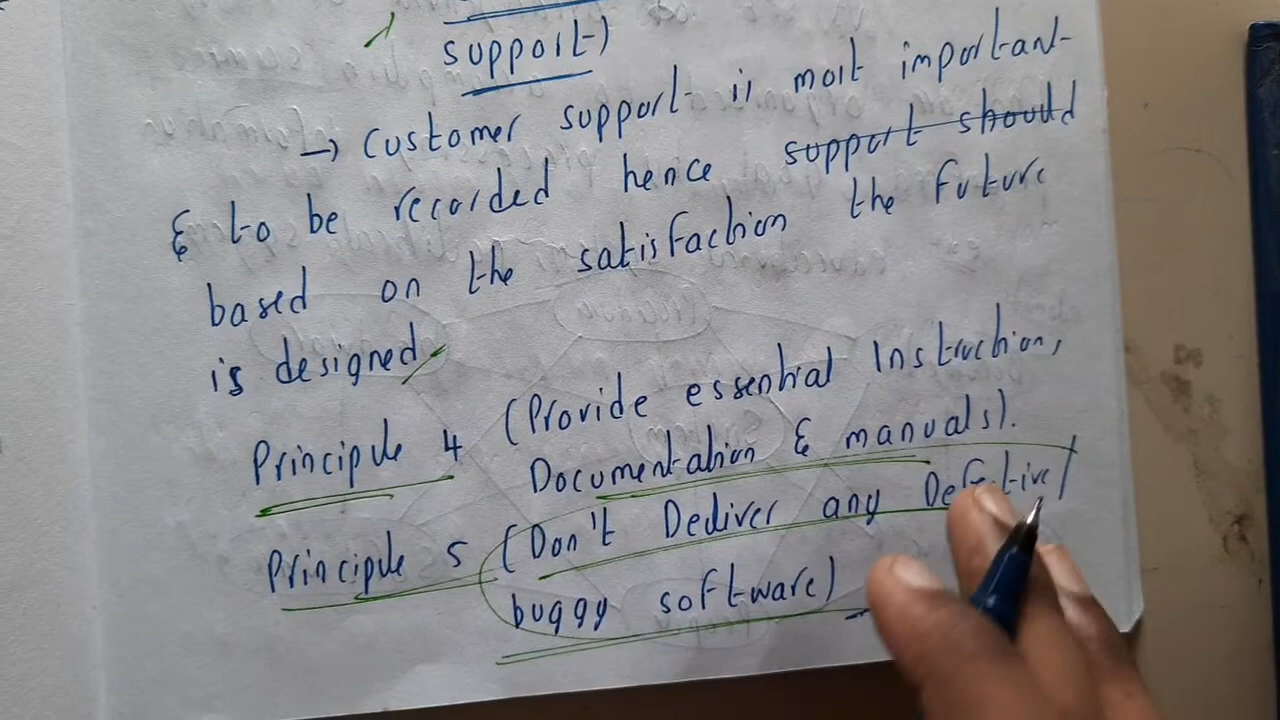 support)
→ customer support is most important
& to be recorded hence support should
based on the satisfaction the future
is designed
Principle 4 (Provide essential Instruction,
Documentation & manuals).
Principle 5 (Don't Deliver any Defective/
buggy software)